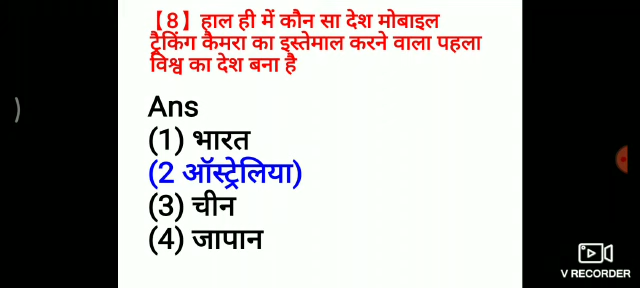 【8】हाल ही में कौन सा देश मोबाइल
ट्रैकिंग कैमरा का इस्तेमाल करने वाला पहला
विश्व का देश बना है
Ans
(1) भारत
(2 ऑस्ट्रेलिया)
(3) चीन
(4) जापान
V RECORDER